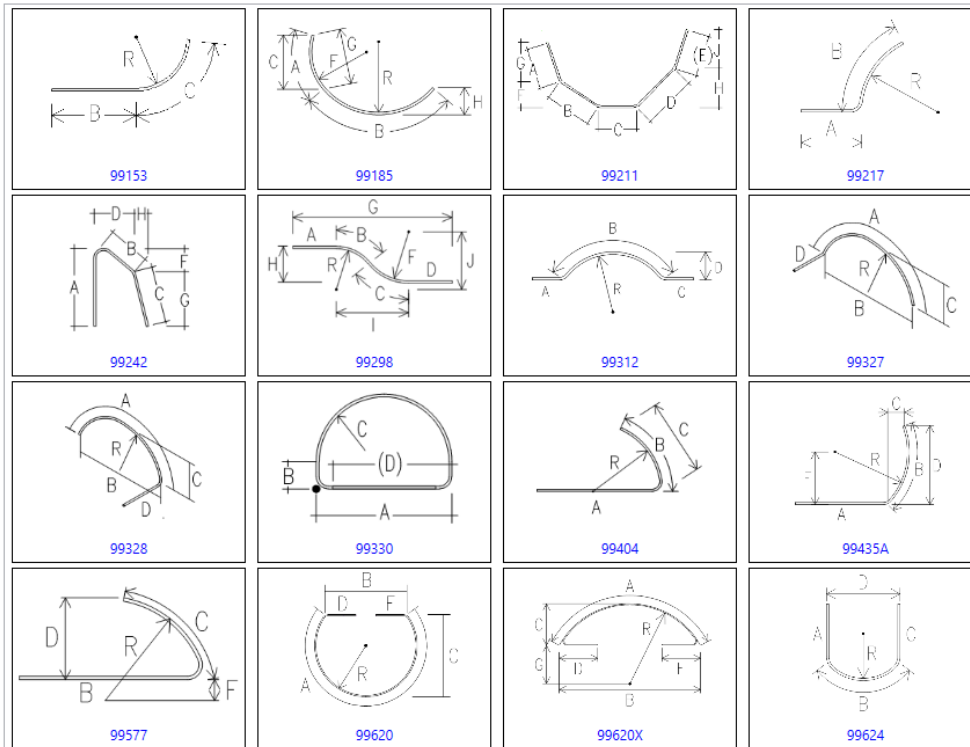 R
B
C
99153
C
A
F
G
R
B
H
99185
G
A
F
B
C
D
(E)
J
H
99211
B
R
A
99217
D
H
B
A
C
F
G
99242
G
A
B
F
H
R
J
D
C
I
99298
B
A
R
C
D
99312
A
D
R
B
C
99327
A
R
B
C
D
99328
C
B
(D)
A
99330
C
B
R
A
99404
C
F
R
B
D
A
99435A
D
C
R
B
F
99577
B
D
F
A
R
C
99620
A
C
R
G
D
F
B
99620X
D
A
R
C
B
99624